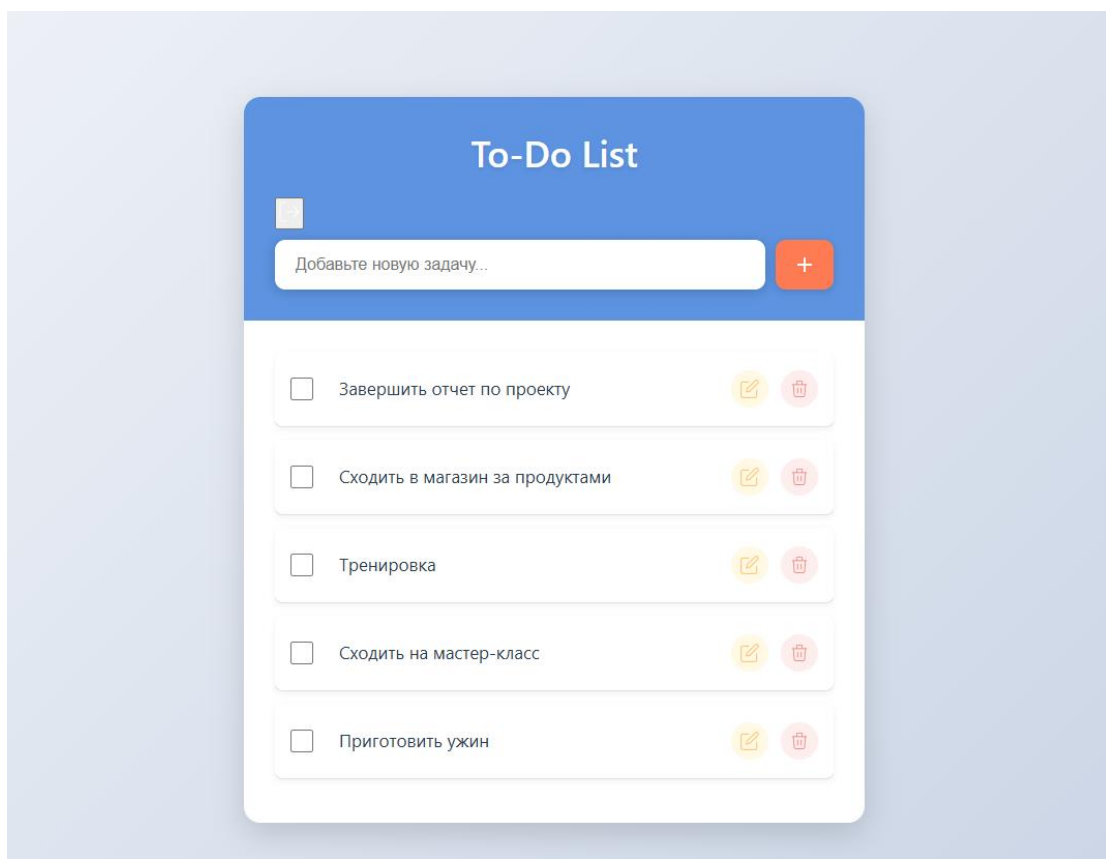 To-Do List
Добавьте новую задачу...
+
Завершить отчет по проекту
Сходить в магазин за продуктами
Тренировка
Сходить на мастер-класс
Приготовить ужин